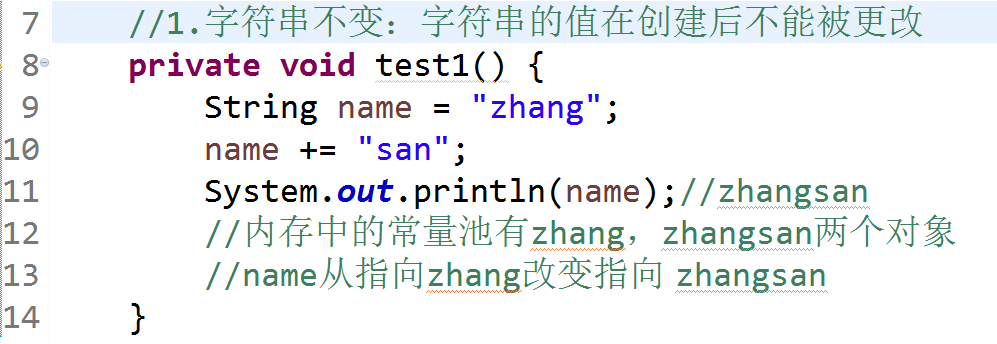 7 //1.字符串不变：字符串的值在创建后不能被更改
8 private void test1() {
9 String name = "zhang";
10 name += "san";
11 System.out.println(name);//zhangsan
12 //内存中的常量池有zhang，zhangsan两个对象
13 //name从指向zhang改变指向 zhangsan
14 }